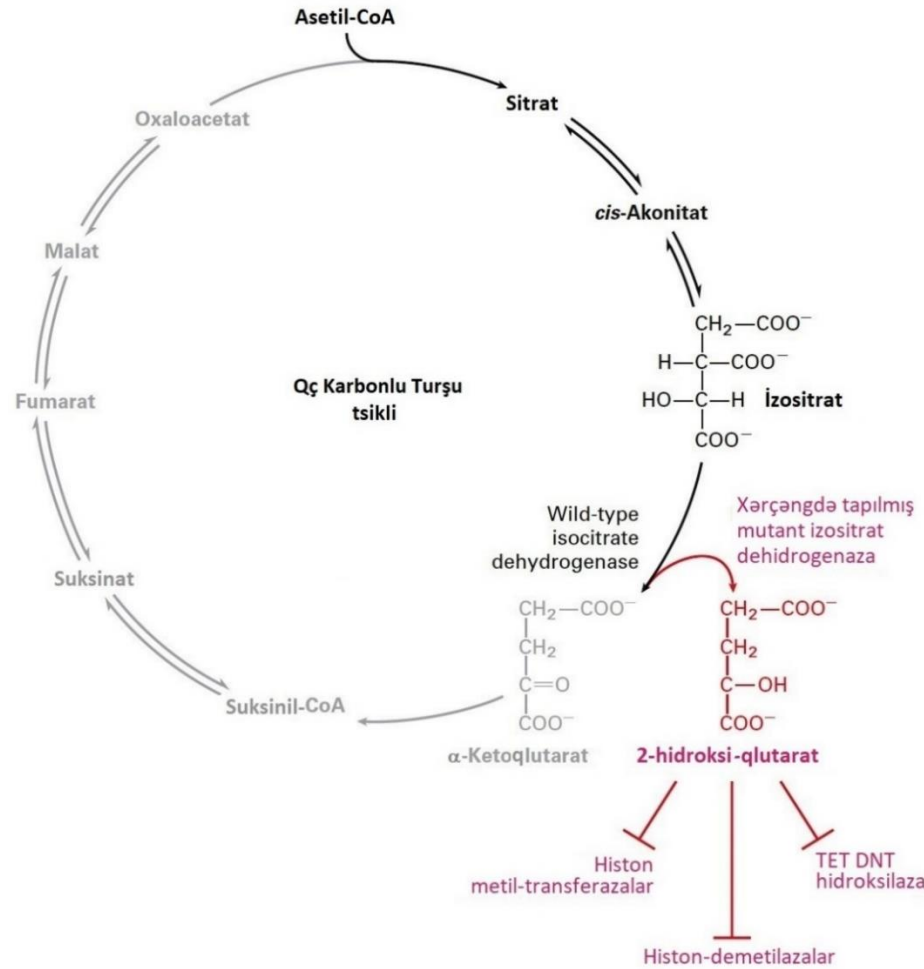 Asetil-CoA
Sitrat
Oxaloacetat
cis-Akonitat
Malat
CH₂—COO⁻
H—C—COO⁻
HO—C—H İzositrat
COO⁻
Qç Karbonlu Turşu
tsikli
Fumarat
Wild-type
isocitrate
dehydrogenase
Xərçəngdə tapılmış
mutant izositrat
dehidrogenaza
Suksinat
CH₂—COO⁻
CH₂
C=O
COO⁻
α-Ketoqlutarat
CH₂—COO⁻
CH₂
C—OH
COO⁻
2-hidroksi-qlutarat
Suksinil-CoA
Histon
metil-transferazalar
TET DNT
hidroksilaza
Histon-demetilazalar